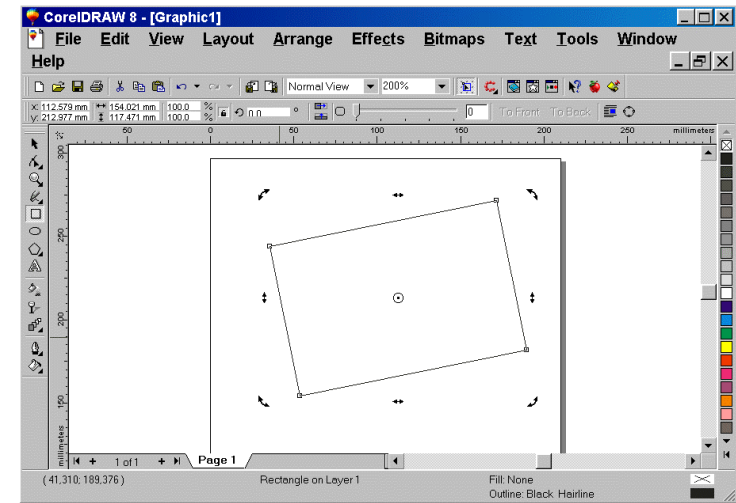 CorelDRAW 8 - [Graphic1]
File Edit View Layout Arrange Effects Bitmaps Text Tools Window
Help
Normal View 200%
x: 112.579 mm 154.021 mm 100.0 %
y: 212.977 mm 117.471 mm 100.0 % 0.0 ° 0 To Front To Back
50 0 50 100 150 200 250 millimeters
300
250
200
150
millimeters
1 of 1 Page 1
( 41,310; 189,376 ) Rectangle on Layer 1 Fill: None
Outline: Black Hairline